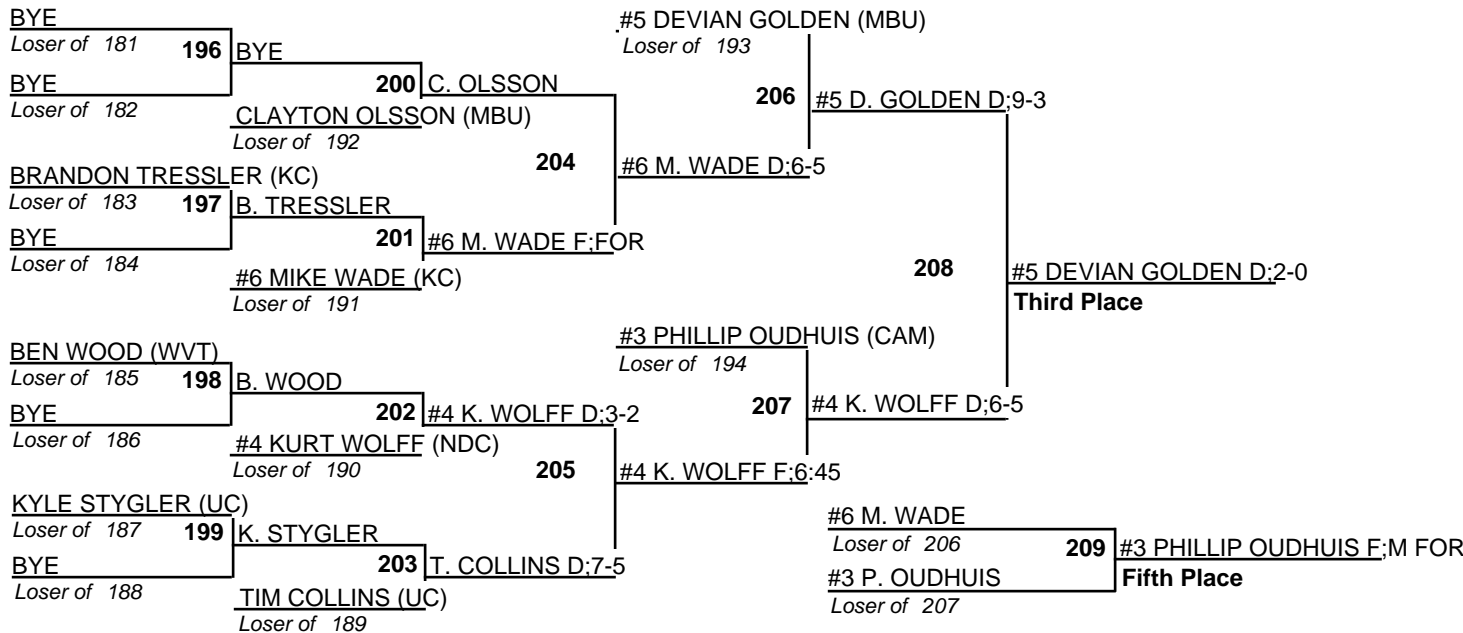 BYE
Loser of 181
196
BYE
BYE
Loser of 182
200
C. OLSSON
CLAYTON OLSSON (MBU)
Loser of 192
BRANDON TRESSLER (KC)
Loser of 183
197
B. TRESSLER
BYE
Loser of 184
201
#6 M. WADE F;FOR
#6 MIKE WADE (KC)
Loser of 191
204
#6 M. WADE D;6-5
#5 DEVIAN GOLDEN (MBU)
Loser of 193
206
#5 D. GOLDEN D;9-3
BEN WOOD (WVT)
Loser of 185
198
B. WOOD
BYE
Loser of 186
202
#4 K. WOLFF D;3-2
#4 KURT WOLFF (NDC)
Loser of 190
KYLE STYGLER (UC)
Loser of 187
199
K. STYGLER
BYE
Loser of 188
203
T. COLLINS D;7-5
TIM COLLINS (UC)
Loser of 189
205
#4 K. WOLFF F;6:45
#3 PHILLIP OUDHUIS (CAM)
Loser of 194
207
#4 K. WOLFF D;6-5
208
#5 DEVIAN GOLDEN D;2-0
Third Place
#6 M. WADE
Loser of 206
209
#3 PHILLIP OUDHUIS F;M FOR
#3 P. OUDHUIS
Fifth Place
Loser of 207